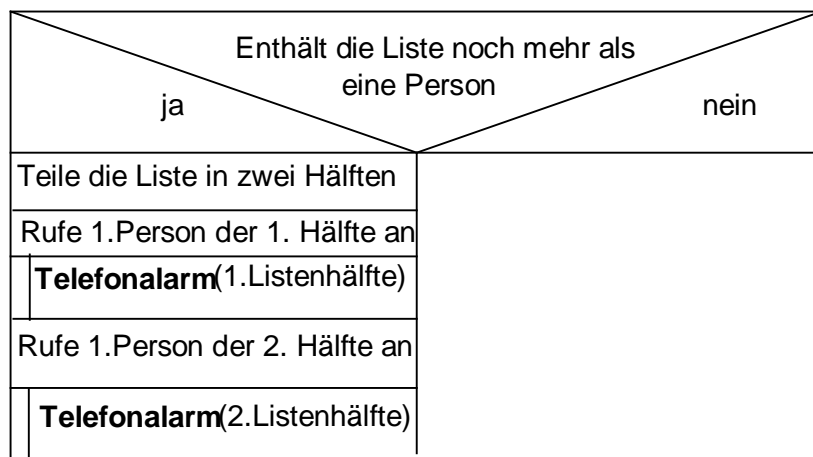 Enthält die Liste noch mehr als
eine Person
ja
nein
Teile die Liste in zwei Hälften
Rufe 1.Person der 1. Hälfte an
Telefonalarm(1.Listenhälfte)
Rufe 1.Person der 2. Hälfte an
Telefonalarm(2.Listenhälfte)